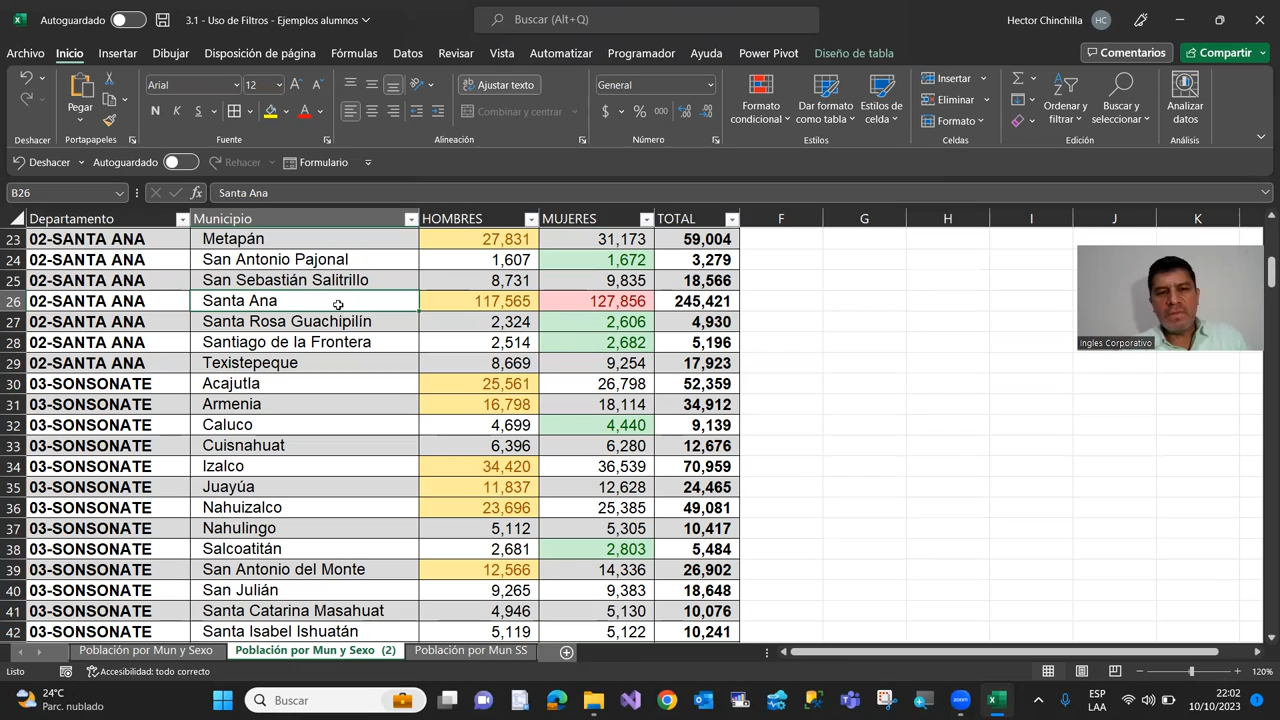 Autoguardado 3.1 - Uso de Filtros - Ejemplos alumnos Buscar (Alt+Q) Hector Chinchilla HC
Archivo Inicio Insertar Dibujar Disposición de página Fórmulas Datos Revisar Vista Automatizar Programador Ayuda Power Pivot Diseño de tabla Comentarios Compartir
Pegar
Arial 12
N K S
Ajustar texto
Combinar y centrar
General
$ % 000
Formato condicional
Dar formato como tabla
Estilos de celda
Insertar
Eliminar
Formato
Ordenar y filtrar
Buscar y seleccionar
Analizar datos
Deshacer Portapapeles Fuente Alineación Número Estilos Celdas Edición Análisis
Deshacer Autoguardado Rehacer Formulario
B26 fx Santa Ana
Departamento Municipio HOMBRES MUJERES TOTAL F G H I J K
23 02-SANTA ANA Metapán 27,831 31,173 59,004
24 02-SANTA ANA San Antonio Pajonal 1,607 1,672 3,279
25 02-SANTA ANA San Sebastián Salitrillo 8,731 9,835 18,566
26 02-SANTA ANA Santa Ana 117,565 127,856 245,421
27 02-SANTA ANA Santa Rosa Guachipilín 2,324 2,606 4,930
28 02-SANTA ANA Santiago de la Frontera 2,514 2,682 5,196
29 02-SANTA ANA Texistepeque 8,669 9,254 17,923
30 03-SONSONATE Acajutla 25,561 26,798 52,359
31 03-SONSONATE Armenia 16,798 18,114 34,912
32 03-SONSONATE Caluco 4,699 4,440 9,139
33 03-SONSONATE Cuisnahuat 6,396 6,280 12,676
34 03-SONSONATE Izalco 34,420 36,539 70,959
35 03-SONSONATE Juayúa 11,837 12,628 24,465
36 03-SONSONATE Nahuizalco 23,696 25,385 49,081
37 03-SONSONATE Nahulingo 5,112 5,305 10,417
38 03-SONSONATE Salcoatitán 2,681 2,803 5,484
39 03-SONSONATE San Antonio del Monte 12,566 14,336 26,902
40 03-SONSONATE San Julián 9,265 9,383 18,648
41 03-SONSONATE Santa Catarina Masahuat 4,946 5,130 10,076
42 03-SONSONATE Santa Isabel Ishuatán 5,119 5,122 10,241
Ingles Corporativo
Población por Mun y Sexo Población por Mun y Sexo (2) Población por Mun SS
Listo Accesibilidad: todo correcto 120%
24°C
Parc. nublado
Buscar
ESP
LAA
22:02
10/10/2023